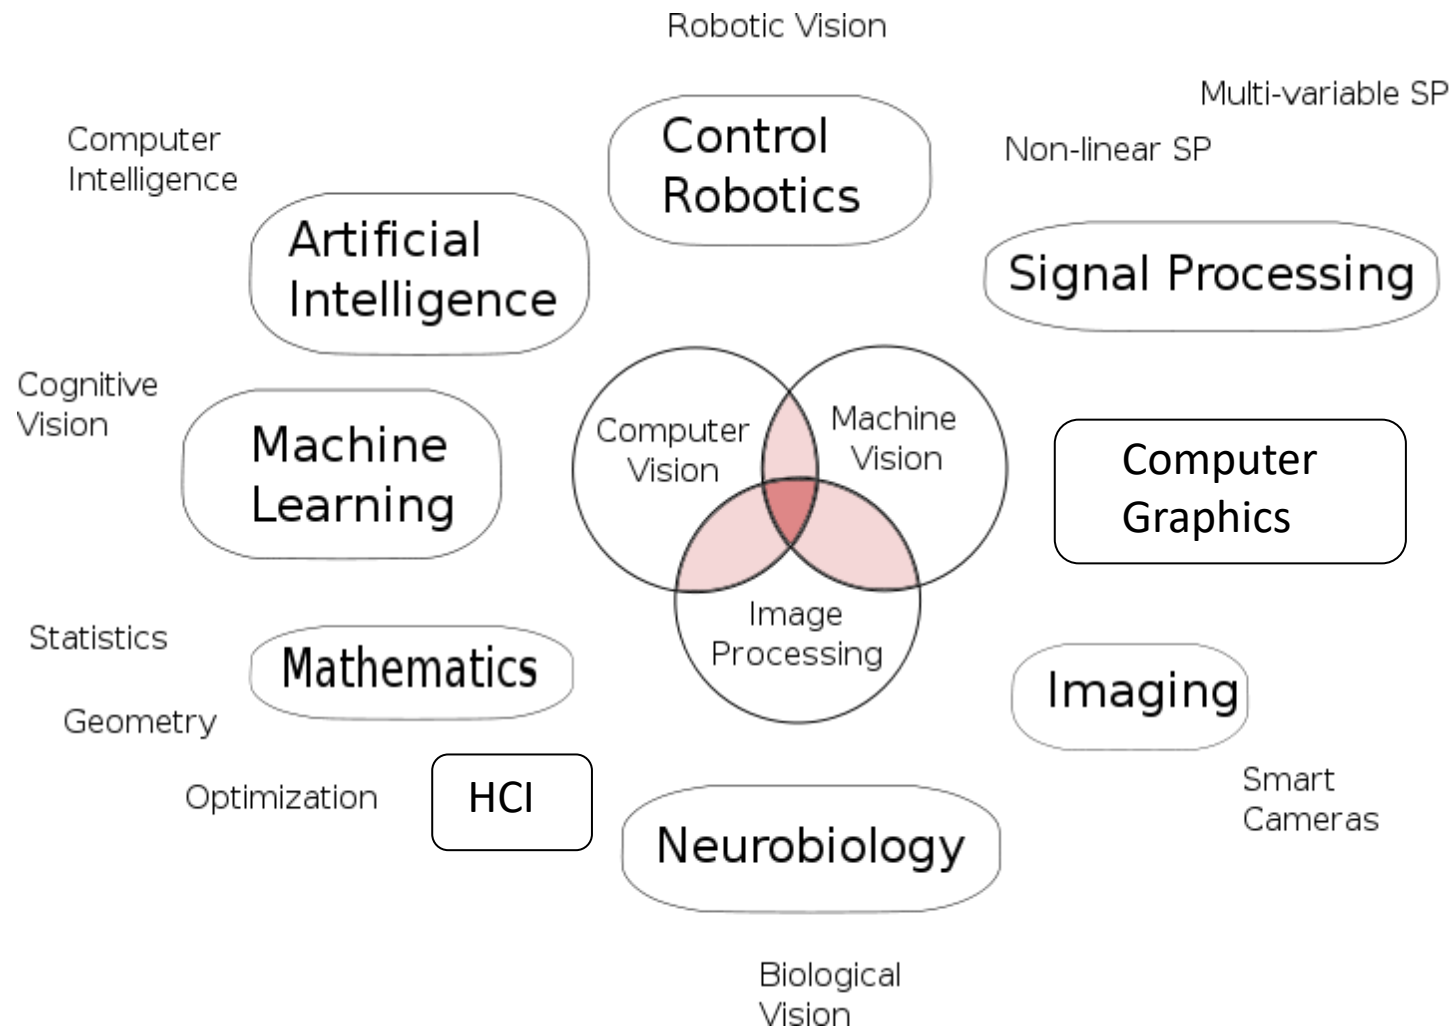 Robotic Vision
Multi-variable SP
Computer
Intelligence
Control
Robotics
Non-linear SP
Artificial
Intelligence
Signal Processing
Cognitive
Vision
Machine
Learning
Computer
Vision
Machine
Vision
Computer
Graphics
Image
Processing
Statistics
Mathematics
Imaging
Geometry
Optimization
HCI
Neurobiology
Smart
Cameras
Biological
Vision